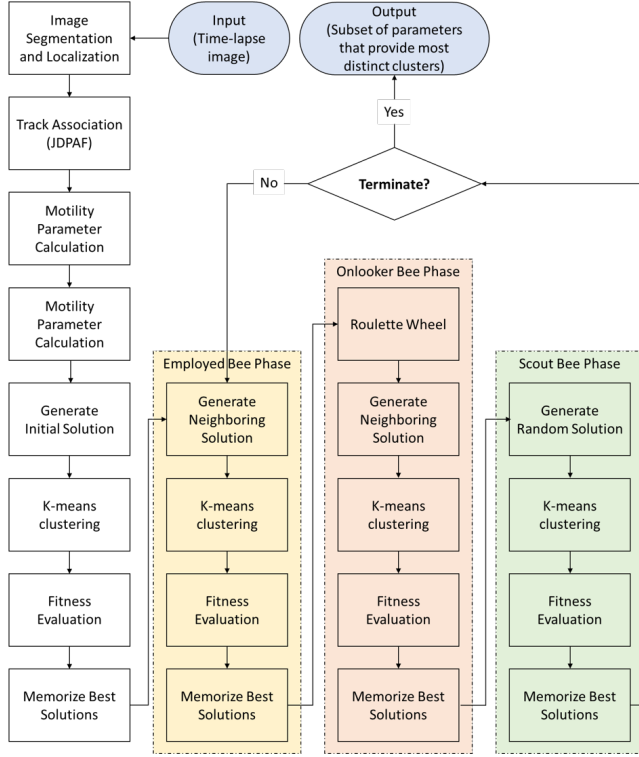 Image
Segmentation
and Localization
Input
(Time-lapse
image)
Output
(Subset of parameters
that provide most
distinct clusters)
Track Association
(JDPAF)
Yes
No
Terminate?
Motility
Parameter
Calculation
Motility
Parameter
Calculation
Generate
Initial Solution
K-means
clustering
Fitness
Evaluation
Memorize Best
Solutions
Employed Bee Phase
Generate
Neighboring
Solution
K-means
clustering
Fitness
Evaluation
Memorize Best
Solutions
Onlooker Bee Phase
Roulette Wheel
Generate
Neighboring
Solution
K-means
clustering
Fitness
Evaluation
Memorize Best
Solutions
Scout Bee Phase
Generate
Random Solution
K-means
clustering
Fitness
Evaluation
Memorize Best
Solutions